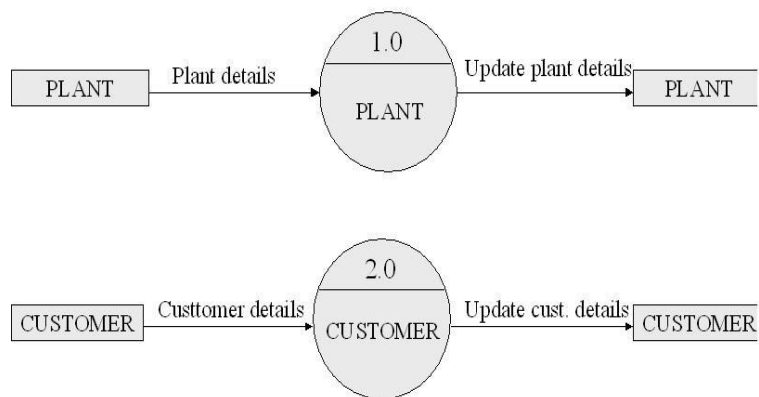 1.0
PLANT
Plant details
PLANT
Update plant details
PLANT
2.0
CUSTOMER
Custtomer details
CUSTOMER
Update cust. details
CUSTOMER